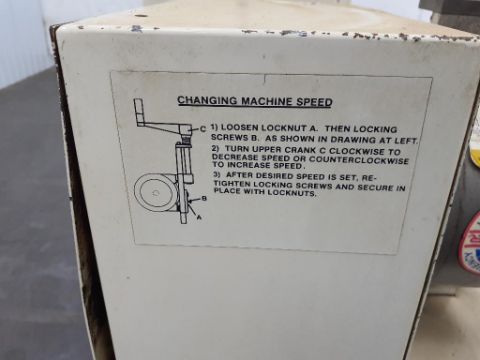 CHANGING MACHINE SPEED
1) LOOSEN LOCKNUT A. THEN LOCKING
SCREWS B. AS SHOWN IN DRAWING AT LEFT.
2) TURN UPPER CRANK C CLOCKWISE TO
DECREASE SPEED OR COUNTERCLOCKWISE
TO INCREASE SPEED.
3) AFTER DESIRED SPEED IS SET, RE-
TIGHTEN LOCKING SCREWS AND SECURE IN
PLACE WITH LOCKNUTS.
C
B
A